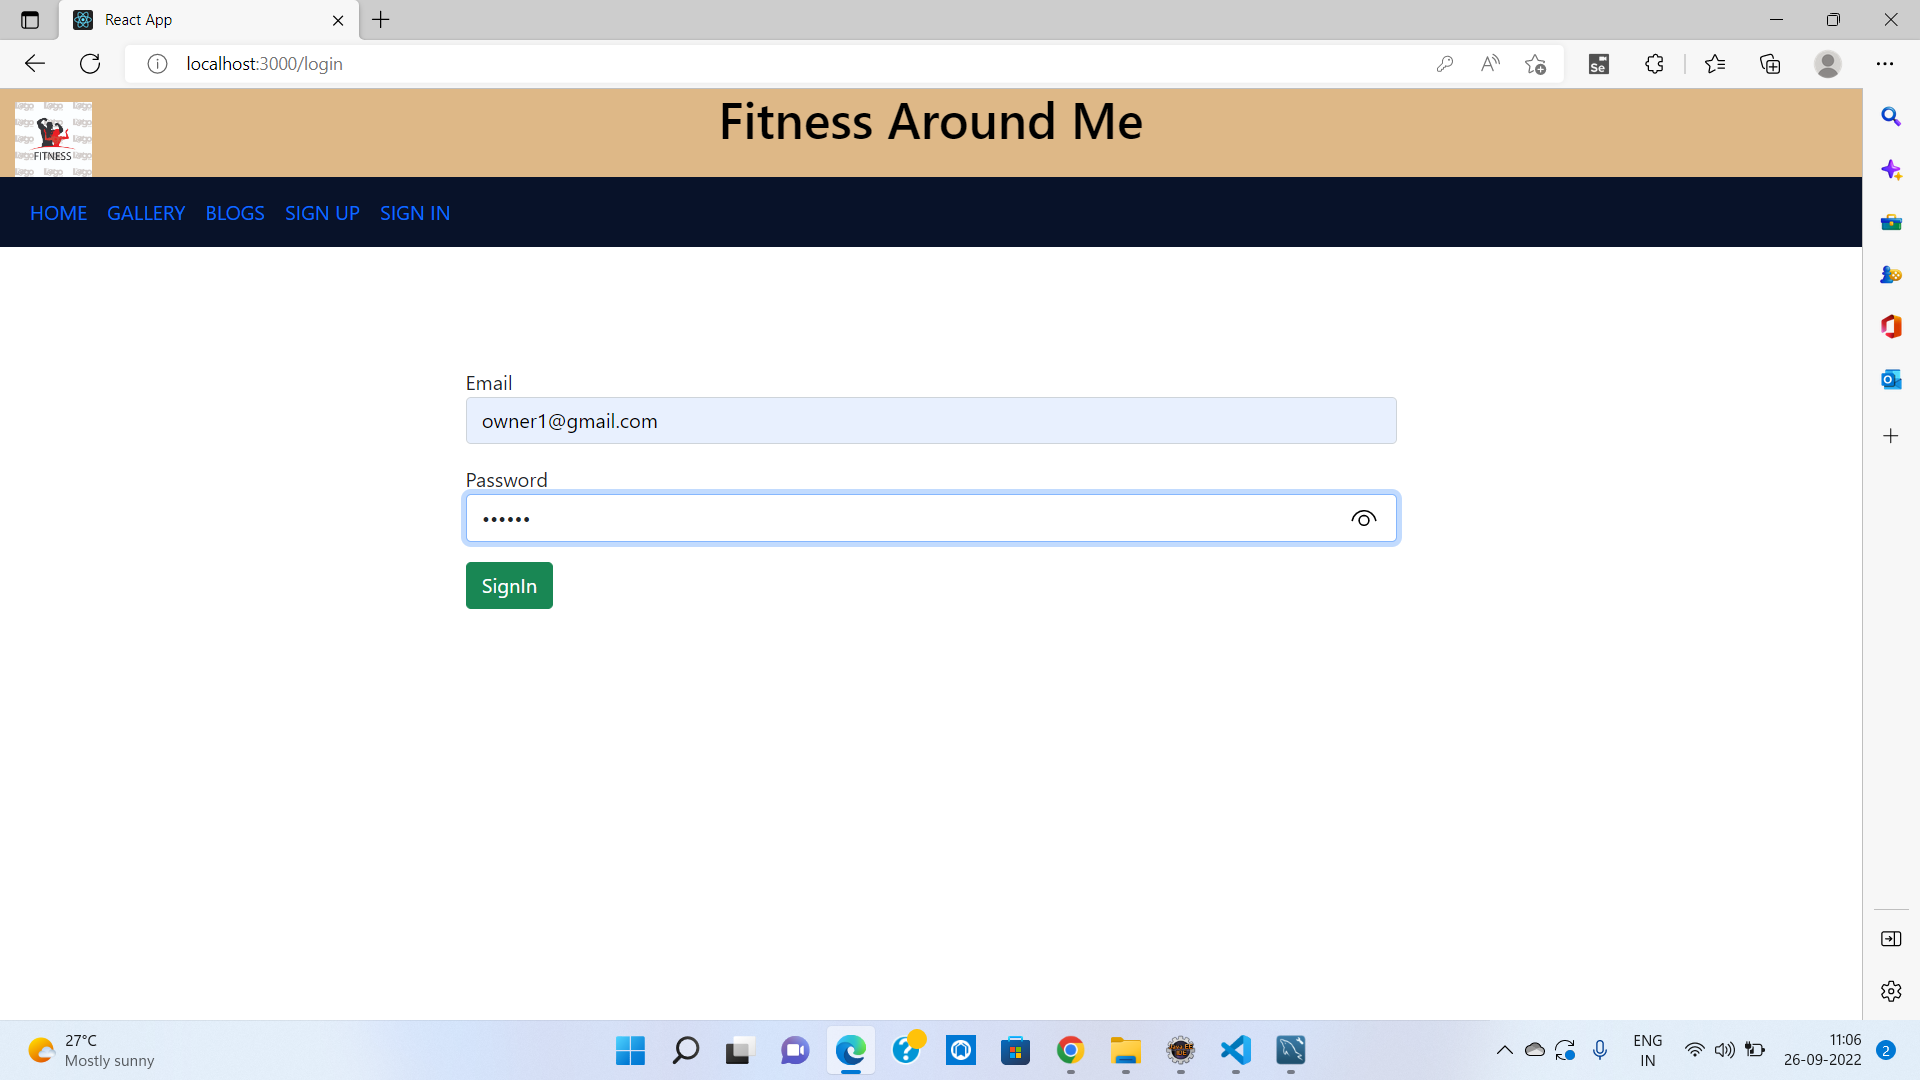 React App
localhost:3000/login
Se
Fitness Around Me
FITNESS
HOME GALLERY BLOGS SIGN UP SIGN IN
Email
owner1@gmail.com
Password
••••••
SignIn
27°C
Mostly sunny
ENG
IN
11:06
26-09-2022
2